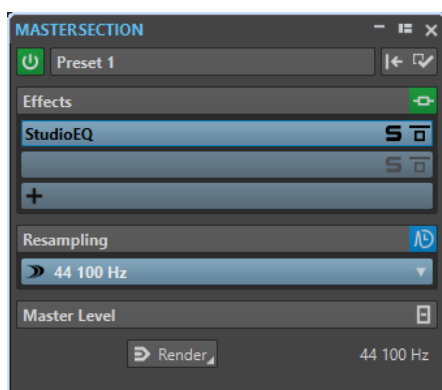 MASTERSECTION
Preset 1
Effects
StudioEQ S
S
Resampling
44 100 Hz
Master Level
Render 44 100 Hz